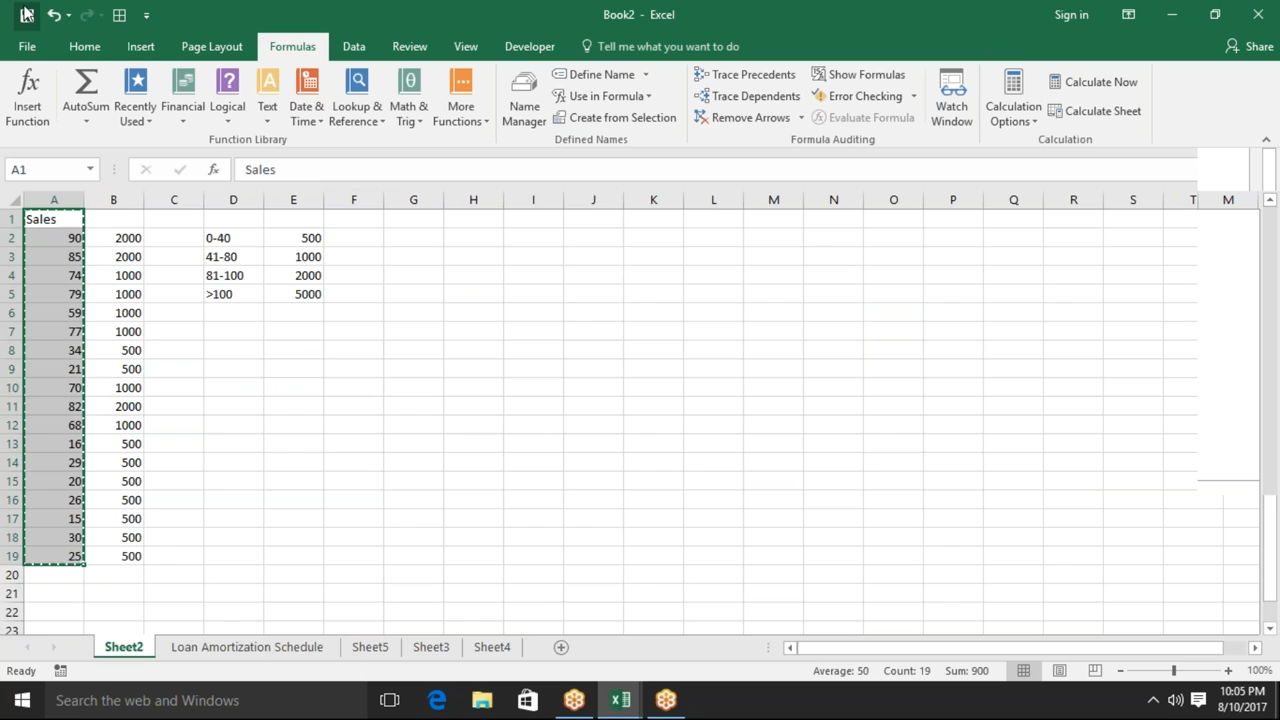 Book2 - Excel
Sign in
File Home Insert Page Layout Formulas Data Review View Developer Tell me what you want to do Share
Insert Function
AutoSum
Recently Used
Financial
Logical
Text
Date & Time
Lookup & Reference
Math & Trig
More Functions
Function Library
Name Manager
Define Name
Use in Formula
Create from Selection
Defined Names
Trace Precedents
Trace Dependents
Remove Arrows
Show Formulas
Error Checking
Evaluate Formula
Formula Auditing
Watch Window
Calculation Options
Calculate Now
Calculate Sheet
Calculation
A1 fx Sales
A B C D E F G H I J K L M N O P Q R S T M
1 Sales
2 90 2000 0-40 500
3 85 2000 41-80 1000
4 74 1000 81-100 2000
5 79 1000 >100 5000
6 59 1000
7 77 1000
8 34 500
9 21 500
10 70 1000
11 82 2000
12 68 1000
13 16 500
14 29 500
15 20 500
16 26 500
17 15 500
18 30 500
19 25 500
20
21
22
23
Sheet2 Loan Amortization Schedule Sheet5 Sheet3 Sheet4
Ready Average: 50 Count: 19 Sum: 900 100%
Search the web and Windows
10:05 PM
8/10/2017